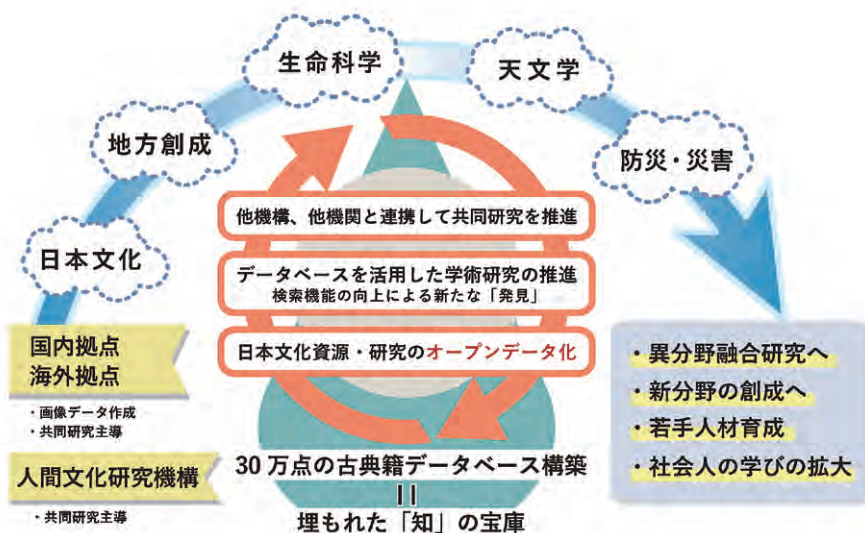 生命科学
天文学
地方創成
防災・災害
日本文化
他機構、他機関と連携して共同研究を推進
データベースを活用した学術研究の推進
検索機能の向上による新たな「発見」
日本文化資源・研究のオープンデータ化
国内拠点
海外拠点
・画像データ作成
・共同研究主導
人間文化研究機構
・共同研究主導
30万点の古典籍データベース構築
=
埋もれた「知」の宝庫
・異分野融合研究へ
・新分野の創成へ
・若手人材育成
・社会人の学びの拡大